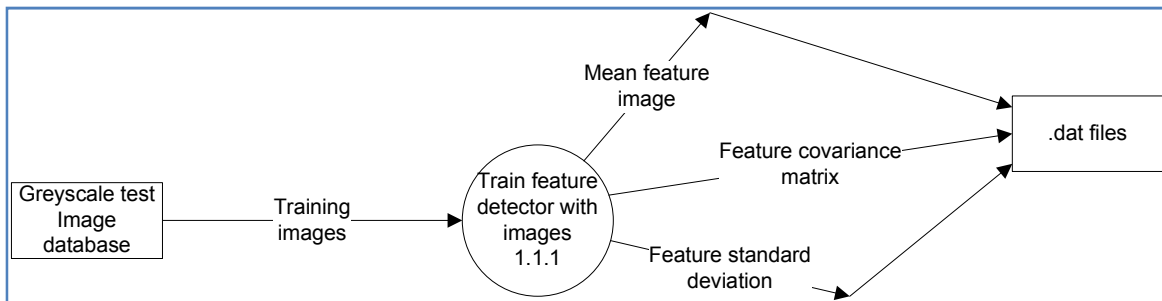 Greyscale test
Image
database
Training
images
Train feature
detector with
images
1.1.1
Mean feature
image
Feature covariance
matrix
Feature standard
deviation
.dat files